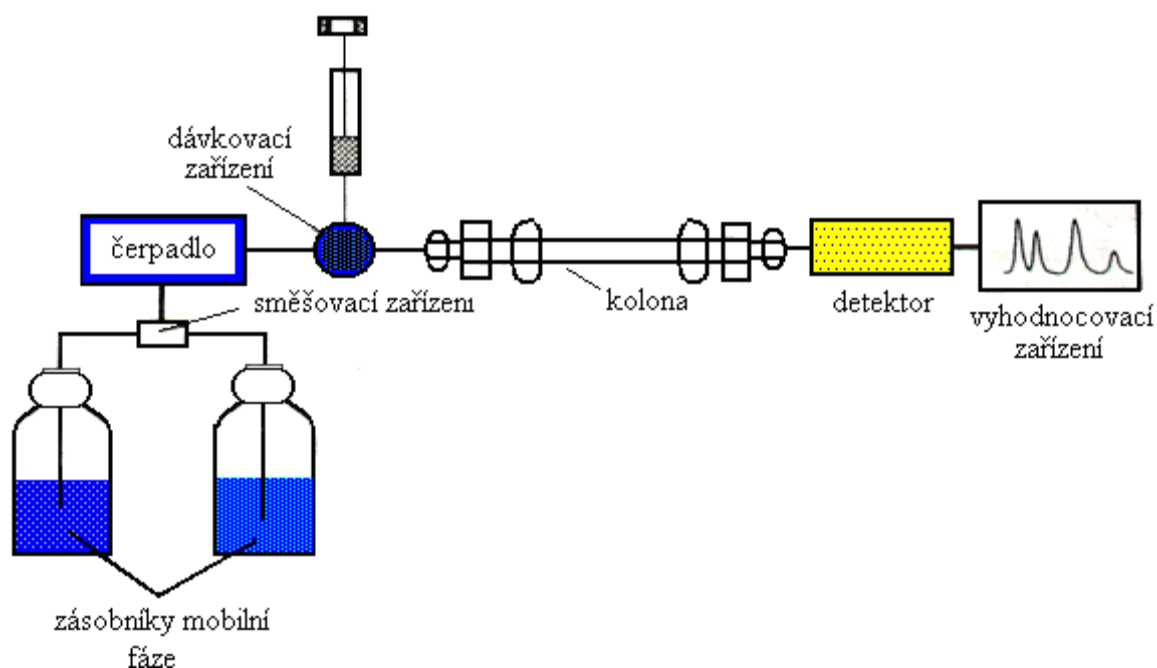 dávkovací
zařízení
čerpadlo
směšovací zařízení
kolona
detektor
vyhodnocovací
zařízení
zásobníky mobilní
fáze